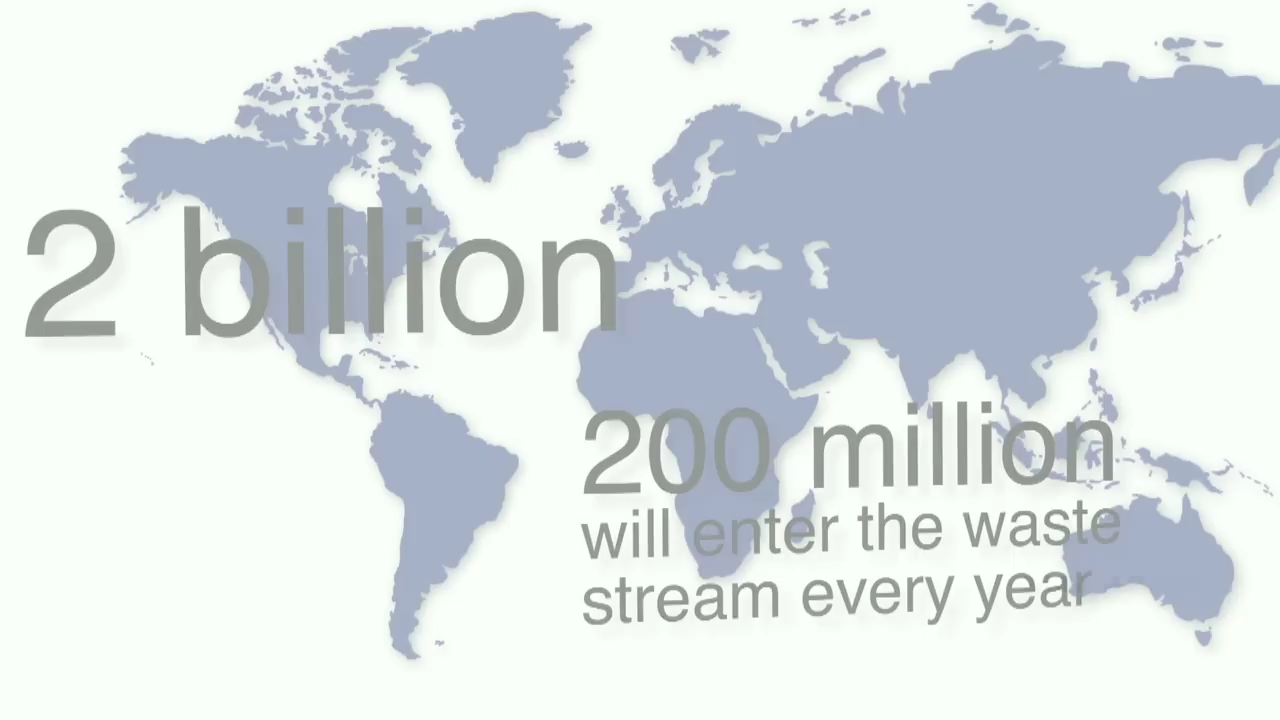 2 billion
200 million
will enter the waste
stream every year